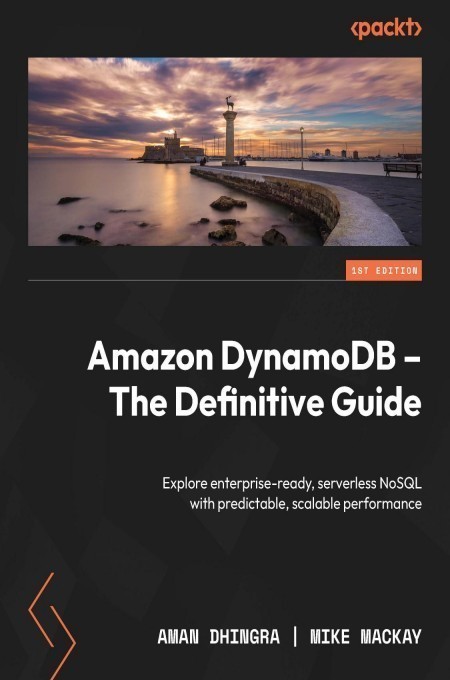 <packt>
1ST EDITION
Amazon DynamoDB –
The Definitive Guide
Explore enterprise-ready, serverless NoSQL
with predictable, scalable performance
AMAN DHINGRA | MIKE MACKAY